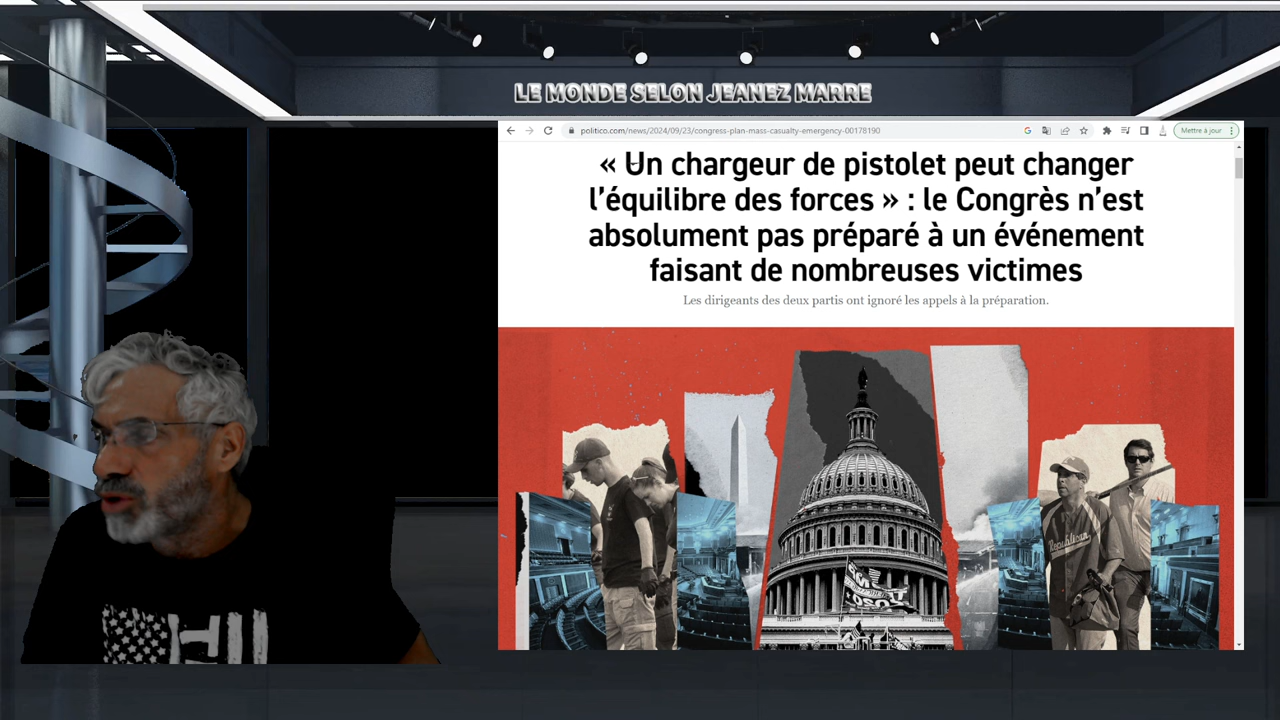 LE MONDE SELON JEANEZ MARRE
politico.com/news/2024/09/23/congress-plan-mass-casualty-emergency-00178190
Mettre à jour
« Un chargeur de pistolet peut changer
l’équilibre des forces » : le Congrès n’est
absolument pas préparé à un événement
faisant de nombreuses victimes
Les dirigeants des deux partis ont ignoré les appels à la préparation.
Republican